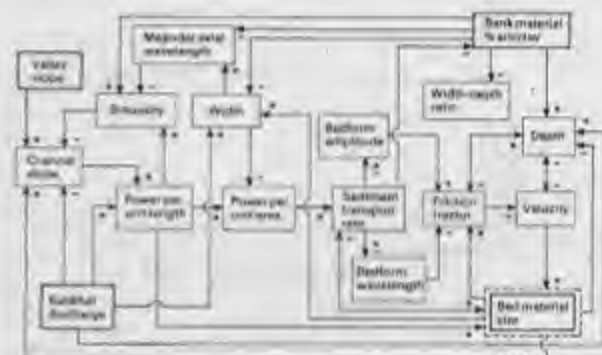 Meander axial
wavelength
Bank material
% silt/clay
Valley
slope
Sinuosity
Width
Width-depth
ratio
Bedform
amplitude
Depth
Channel
slope
Power per
unit length
Power per
unit area
Sediment
transport
rate
Friction
factor
Velocity
Bedform
wavelength
Bankfull
discharge
Bed material
size